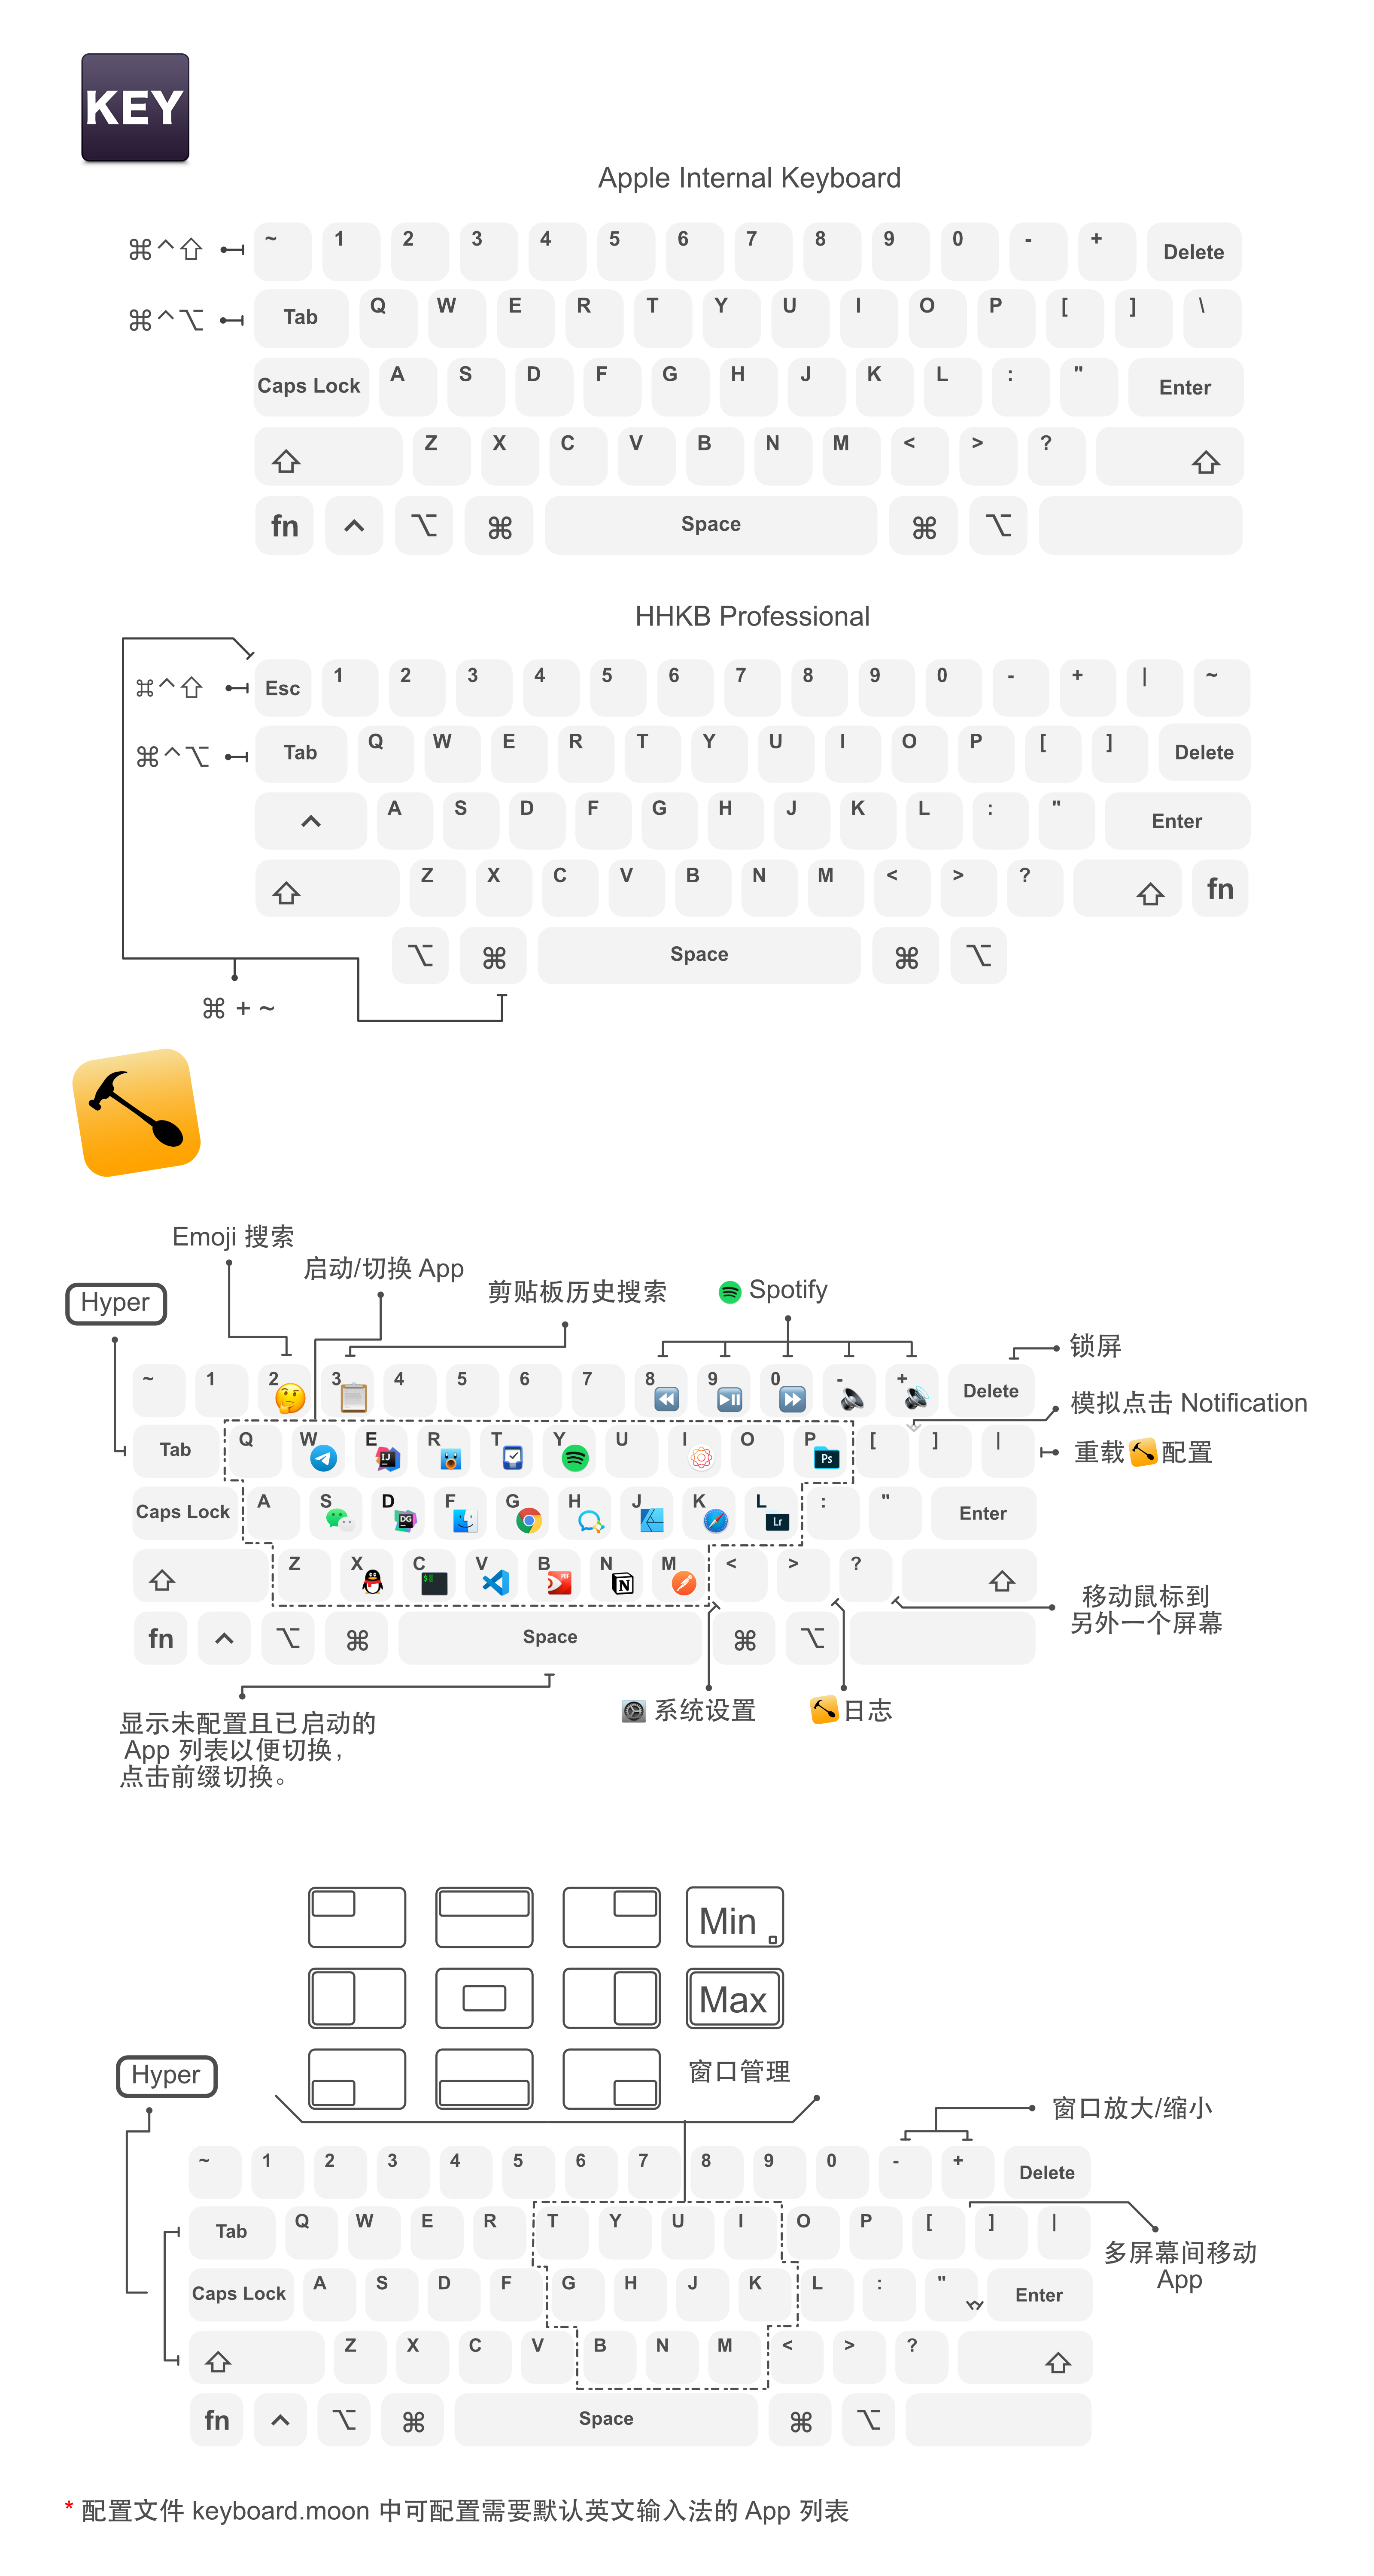 KEY
Apple Internal Keyboard
⌘⌃⇧ ~ 1 2 3 4 5 6 7 8 9 0 - + Delete
⌘⌃⌥ Tab Q W E R T Y U I O P [ ] \
Caps Lock A S D F G H J K L : " Enter
⇧ Z X C V B N M < > ? ⇧
fn ⌃ ⌥ ⌘ Space ⌘ ⌥
HHKB Professional
⌘⌃⇧ Esc 1 2 3 4 5 6 7 8 9 0 - + | ~
⌘⌃⌥ Tab Q W E R T Y U I O P [ ] Delete
⌃ A S D F G H J K L : " Enter
⇧ Z X C V B N M < > ? ⇧ fn
⌥ ⌘ Space ⌘ ⌥
⌘ + ~
Emoji 搜索
启动/切换 App
剪贴板历史搜索
Spotify
Hyper
锁屏
~ 1 2 3 4 5 6 7 8 9 0 - + Delete
模拟点击 Notification
Tab Q W E R T Y U I O P [ ] |
重载 配置
Caps Lock A S D F G H J K L : " Enter
⇧ Z X C V B N M < > ? ⇧
移动鼠标到
另外一个屏幕
fn ⌃ ⌥ ⌘ Space ⌘ ⌥
系统设置
日志
显示未配置且已启动的
App 列表以便切换，
点击前缀切换。
Min
Max
窗口管理
Hyper
窗口放大/缩小
~ 1 2 3 4 5 6 7 8 9 0 - + Delete
Tab Q W E R T Y U I O P [ ] |
多屏幕间移动
App
Caps Lock A S D F G H J K L : " Enter
⇧ Z X C V B N M < > ? ⇧
fn ⌃ ⌥ ⌘ Space ⌘ ⌥
* 配置文件 keyboard.moon 中可配置需要默认英文输入法的 App 列表